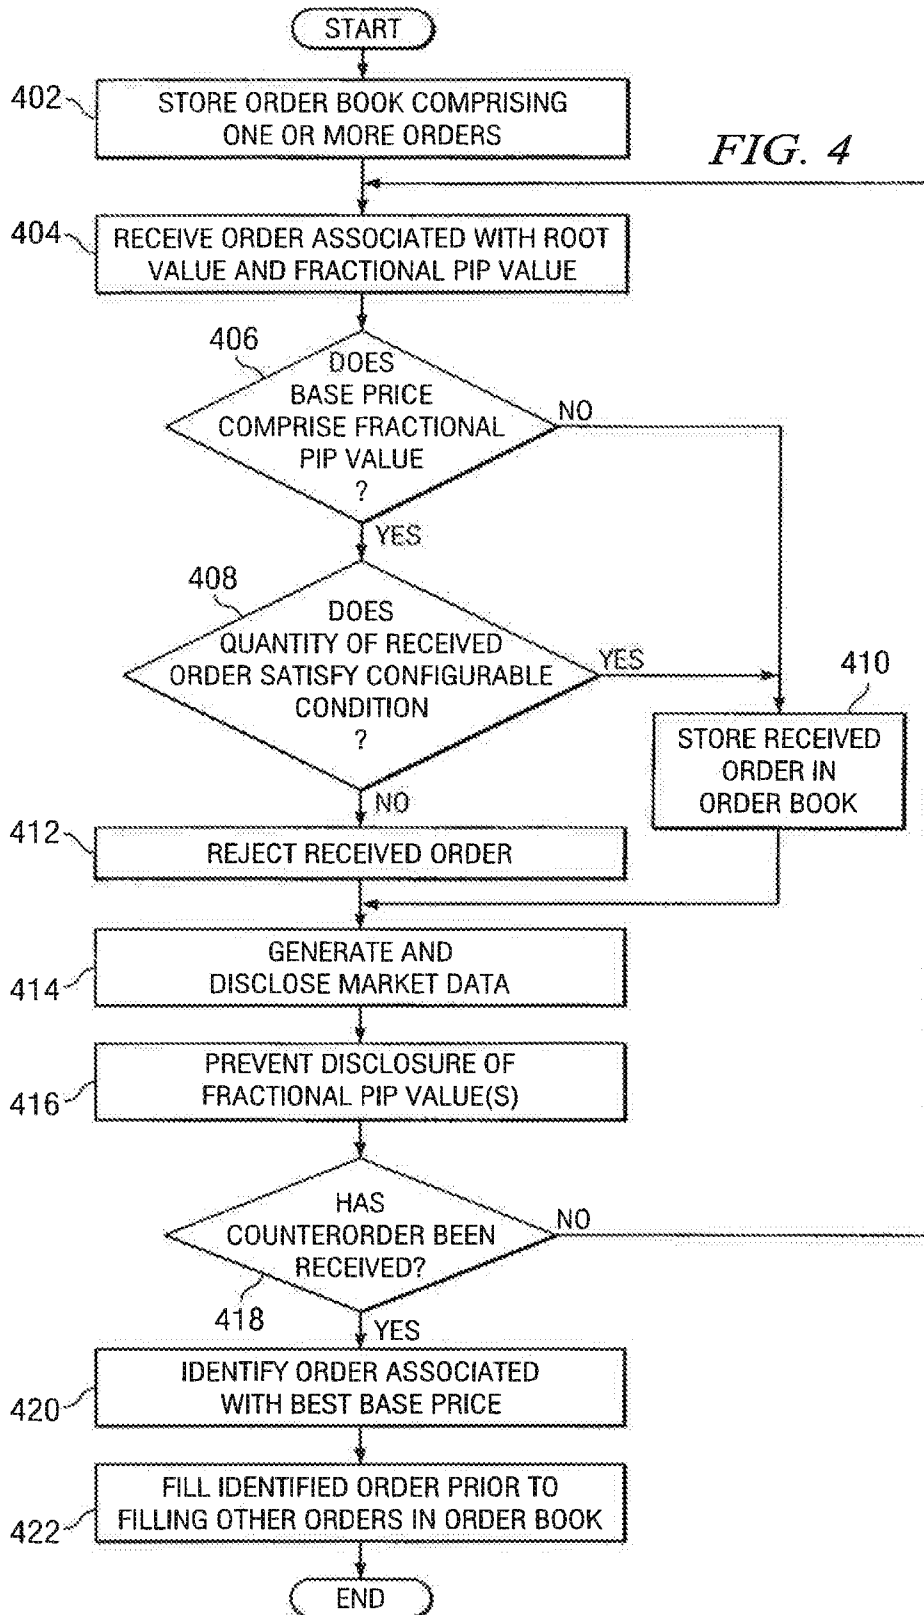 START
402
STORE ORDER BOOK COMPRISING
ONE OR MORE ORDERS
FIG. 4
404
RECEIVE ORDER ASSOCIATED WITH ROOT
VALUE AND FRACTIONAL PIP VALUE
406
DOES
BASE PRICE
COMPRISE FRACTIONAL
PIP VALUE
?
NO
YES
408
DOES
QUANTITY OF RECEIVED
ORDER SATISFY CONFIGURABLE
CONDITION
?
YES
410
STORE RECEIVED
ORDER IN
ORDER BOOK
NO
412
REJECT RECEIVED ORDER
414
GENERATE AND
DISCLOSE MARKET DATA
416
PREVENT DISCLOSURE OF
FRACTIONAL PIP VALUE(S)
HAS
COUNTERORDER BEEN
RECEIVED?
NO
418
YES
420
IDENTIFY ORDER ASSOCIATED
WITH BEST BASE PRICE
422
FILL IDENTIFIED ORDER PRIOR TO
FILLING OTHER ORDERS IN ORDER BOOK
END